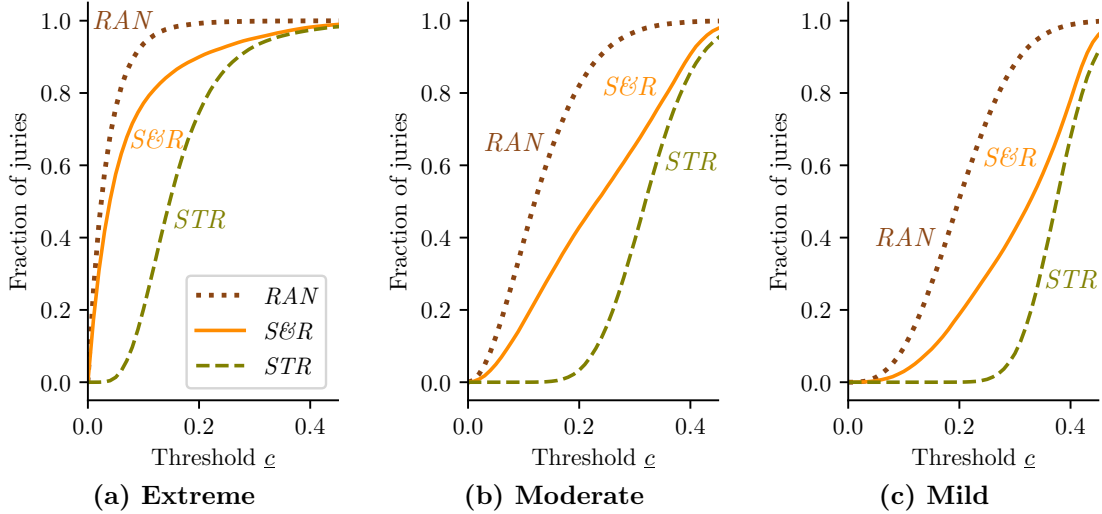 Fraction of juries
1.0
0.8
0.6
0.4
0.2
0.0
RAN
S&R
STR
RAN
S&R
STR
0.0 0.2 0.4
Threshold c
(a) Extreme
Fraction of juries
1.0
0.8
0.6
0.4
0.2
0.0
RAN
S&R
STR
0.0 0.2 0.4
Threshold c
(b) Moderate
Fraction of juries
1.0
0.8
0.6
0.4
0.2
0.0
RAN
S&R
STR
0.0 0.2 0.4
Threshold c
(c) Mild